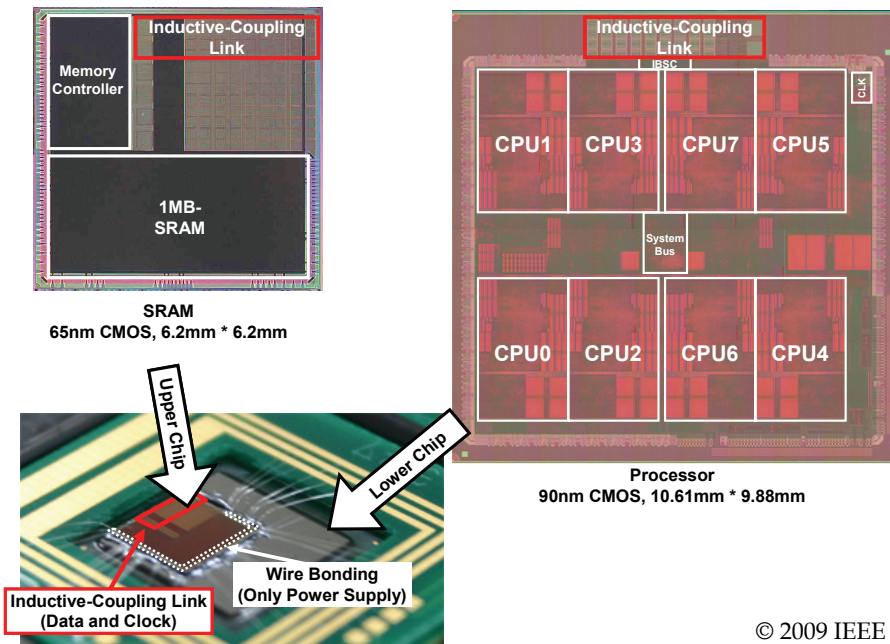 Inductive-Coupling
Link
Memory
Controller
1MB-
SRAM
SRAM
65nm CMOS, 6.2mm * 6.2mm
Inductive-Coupling
Link
IBSC
CLK
CPU1
CPU3
CPU7
CPU5
System
Bus
CPU0
CPU2
CPU6
CPU4
Processor
90nm CMOS, 10.61mm * 9.88mm
Upper Chip
Lower Chip
Wire Bonding
(Only Power Supply)
Inductive-Coupling Link
(Data and Clock)
© 2009 IEEE